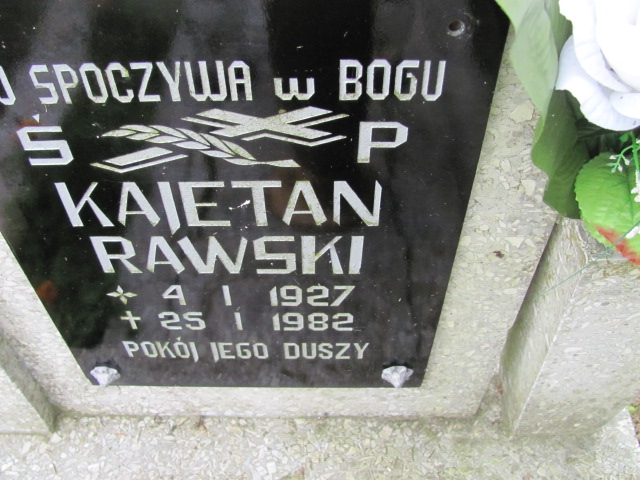 SPOCZYWA W BOGU
Ś P
KAJETAN
RAWSKI
* 4 I 1927
+ 25 I 1982
POKÓJ JEGO DUSZY